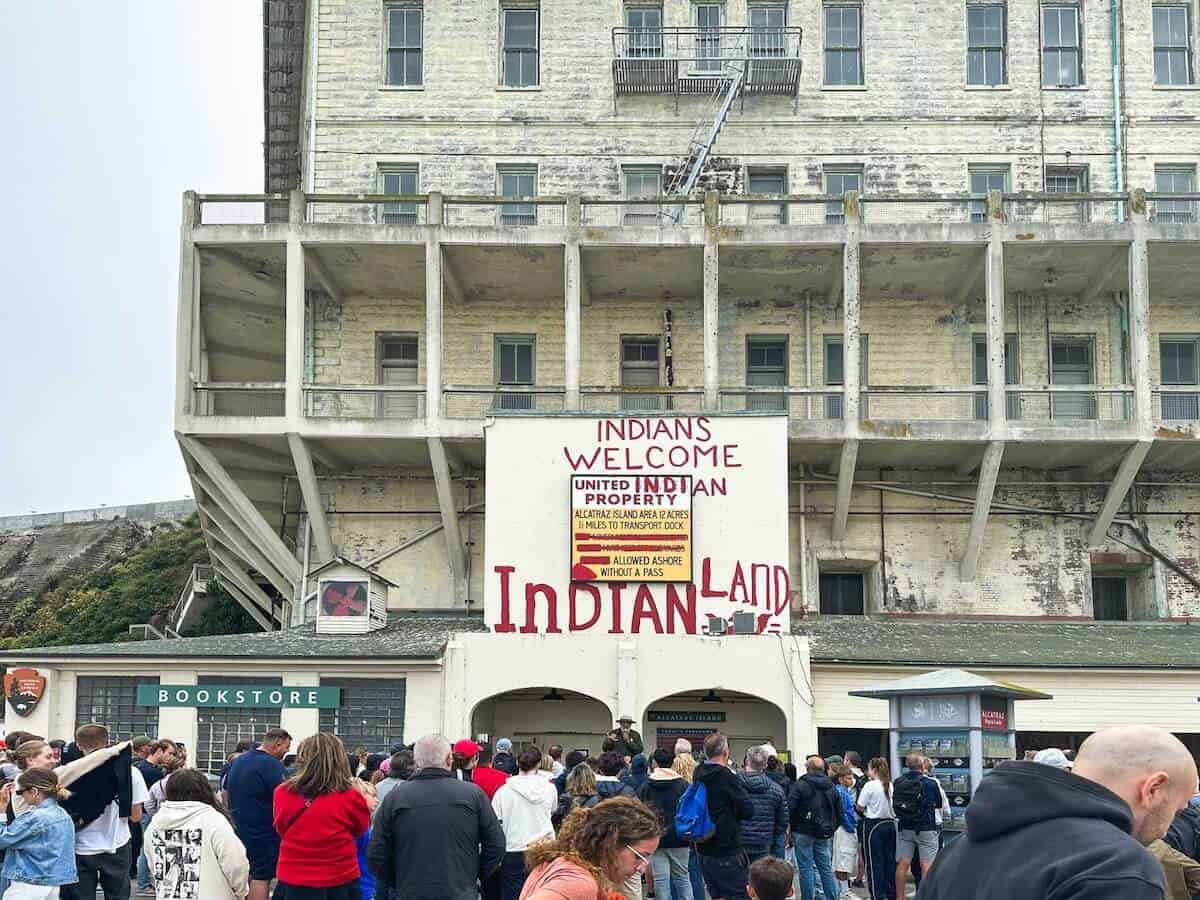 INDIANS
WELCOME
UNITED INDIAN
PROPERTY
ALCATRAZ ISLAND AREA 12 ACRES
1½ MILES TO TRANSPORT DOCK
ALLOWED ASHORE
WITHOUT A PASS
INDIAN LAND
BOOKSTORE
ALCATRAZ ISLAND
ALCATRAZ